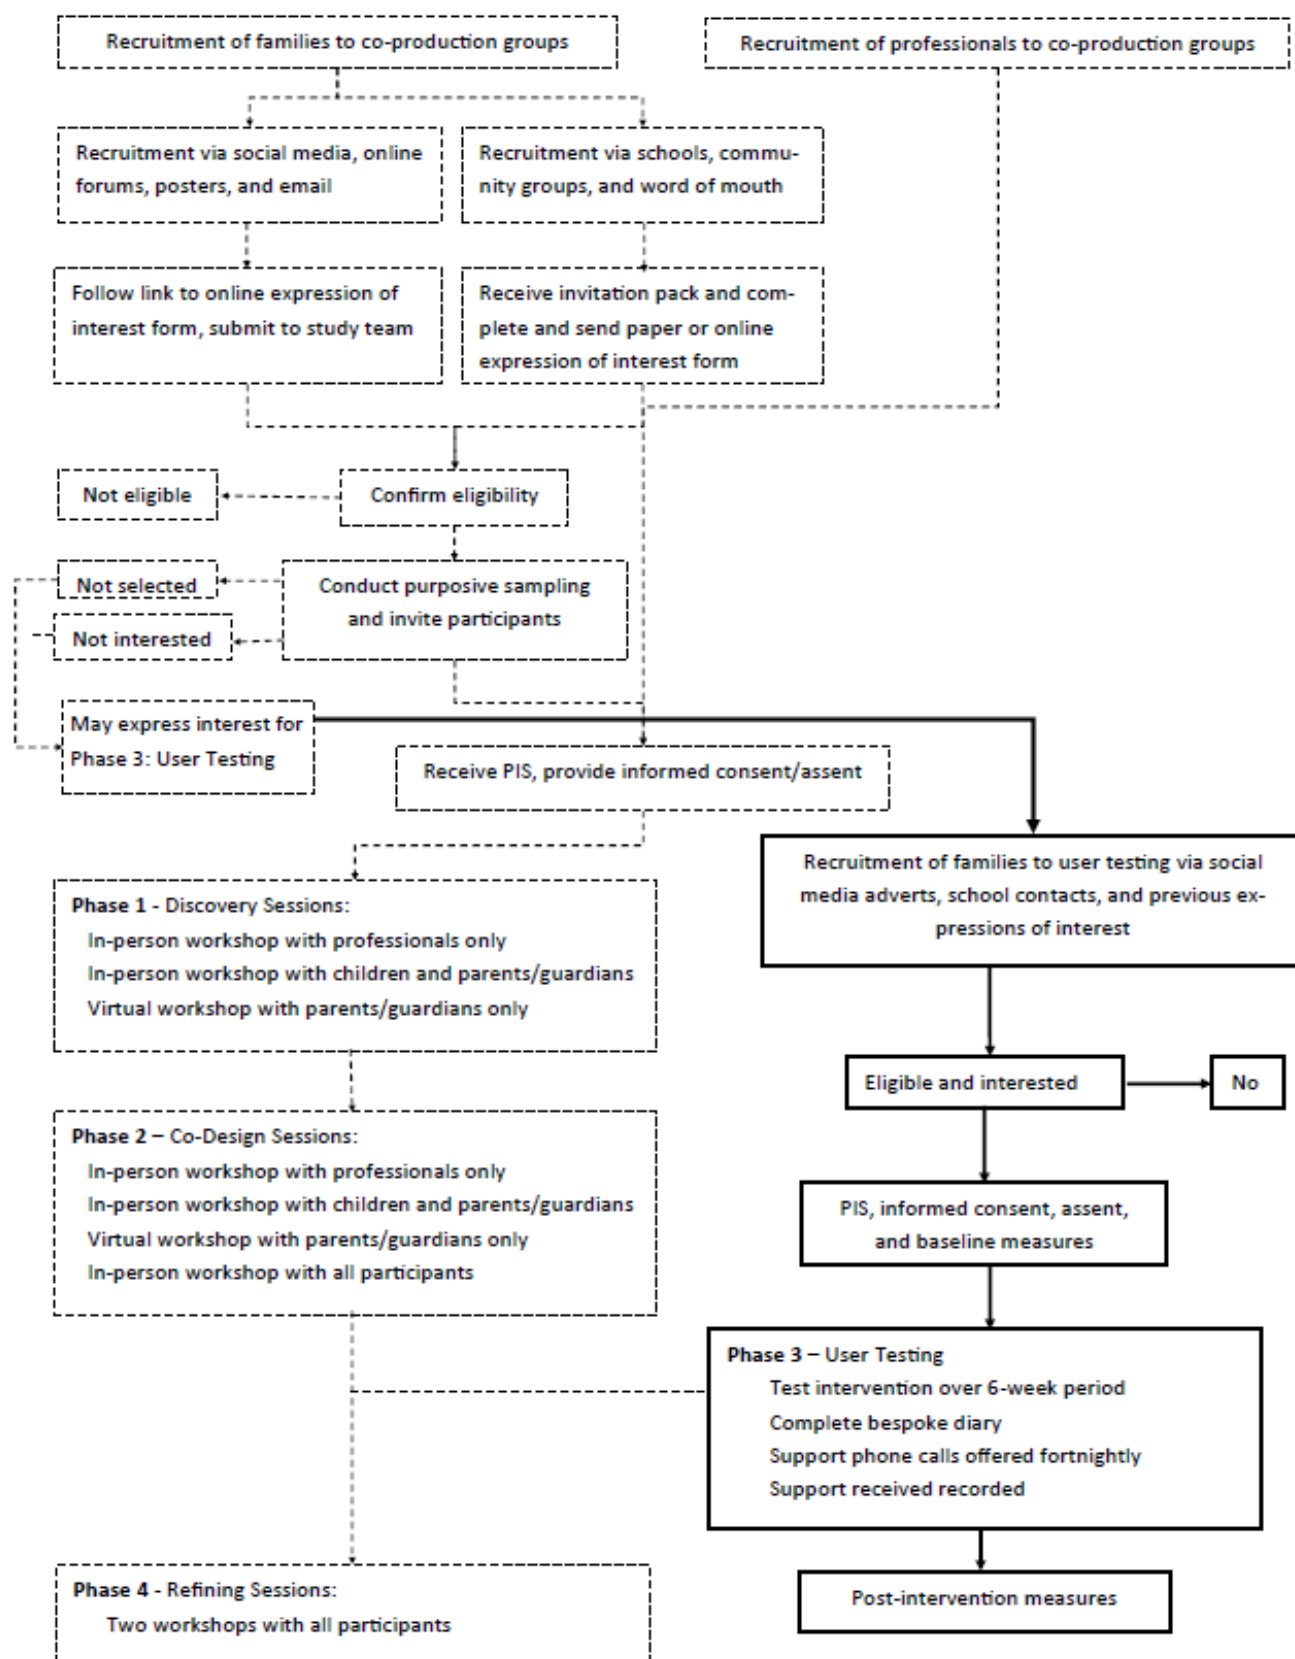 Recruitment of families to co-production groups
Recruitment of professionals to co-production groups
Recruitment via social media, online
forums, posters, and email
Recruitment via schools, commu-
nity groups, and word of mouth
Follow link to online expression of
interest form, submit to study team
Receive invitation pack and com-
plete and send paper or online
expression of interest form
Not eligible
Confirm eligibility
Not selected
Conduct purposive sampling
and invite participants
Not interested
May express interest for
Phase 3: User Testing
Receive PIS, provide informed consent/assent
Recruitment of families to user testing via social
media adverts, school contacts, and previous ex-
pressions of interest
Phase 1 - Discovery Sessions:
In-person workshop with professionals only
In-person workshop with children and parents/guardians
Virtual workshop with parents/guardians only
Eligible and interested
No
Phase 2 – Co-Design Sessions:
In-person workshop with professionals only
In-person workshop with children and parents/guardians
Virtual workshop with parents/guardians only
In-person workshop with all participants
PIS, informed consent, assent,
and baseline measures
Phase 3 – User Testing
Test intervention over 6-week period
Complete bespoke diary
Support phone calls offered fortnightly
Support received recorded
Phase 4 - Refining Sessions:
Two workshops with all participants
Post-intervention measures